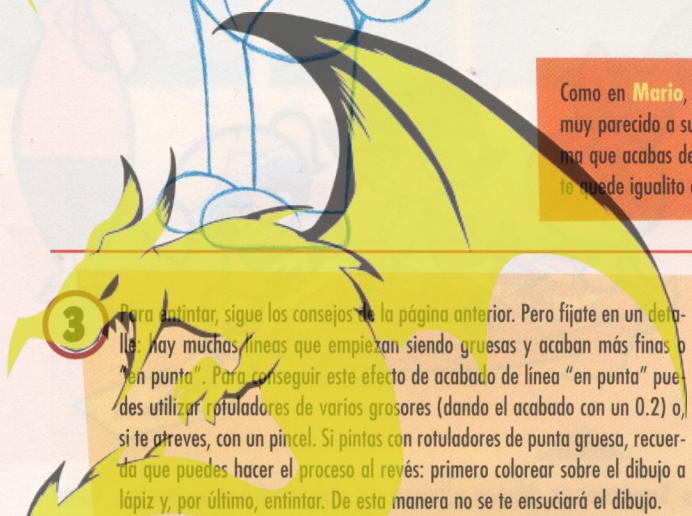 Como en Mario,
muy parecido a su
ma que acabas de
te quede igualito
3
Para entintar, sigue los consejos de la página anterior. Pero fíjate en un deta-
lle: hay muchas líneas que empiezan siendo gruesas y acaban más finas o
"en punta". Para conseguir este efecto de acabado de línea "en punta" pue-
des utilizar rotuladores de varios grosores (dando el acabado con un 0.2) o,
si te atreves, con un pincel. Si pintas con rotuladores de punta gruesa, recuer-
da que puedes hacer el proceso al revés: primero colorear sobre el dibujo a
lápiz y, por último, entintar. De esta manera no se te ensuciará el dibujo.